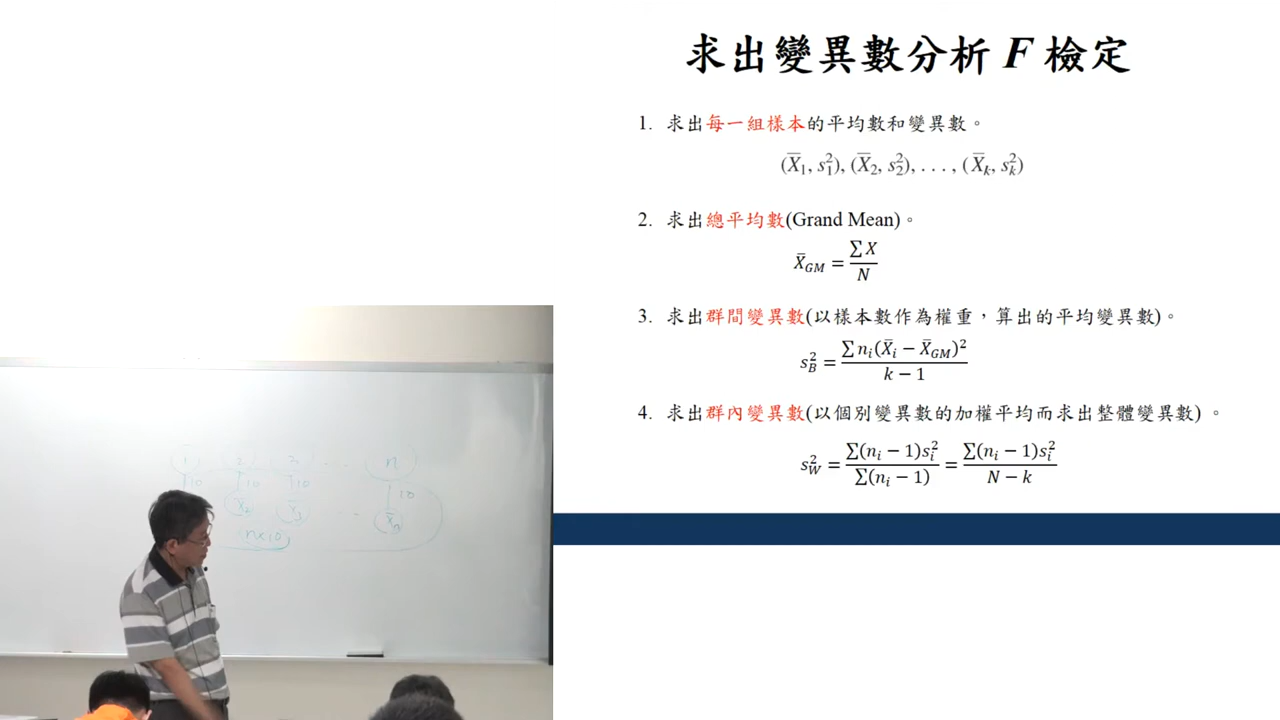 求出變異數分析 F 檢定
1. 求出每一組樣本的平均數和變異數。
(X̄₁, s₁²), (X̄₂, s₂²), . . . , (X̄ₖ, sₖ²)
2. 求出總平均數(Grand Mean)。
X̄_GM = ∑X / N
3. 求出群間變異數(以樣本數作為權重,算出的平均變異數)。
s_B² = ∑nᵢ(X̄ᵢ − X̄_GM)² / k − 1
4. 求出群內變異數(以個別變異數的加權平均而求出整體變異數) 。
s_W² = ∑(nᵢ − 1)sᵢ² / ∑(nᵢ − 1) = ∑(nᵢ − 1)sᵢ² / N − k
1 2 3 ... n
10 10 10 10
X̄₂ X̄₃ ... X̄ₙ
n×10